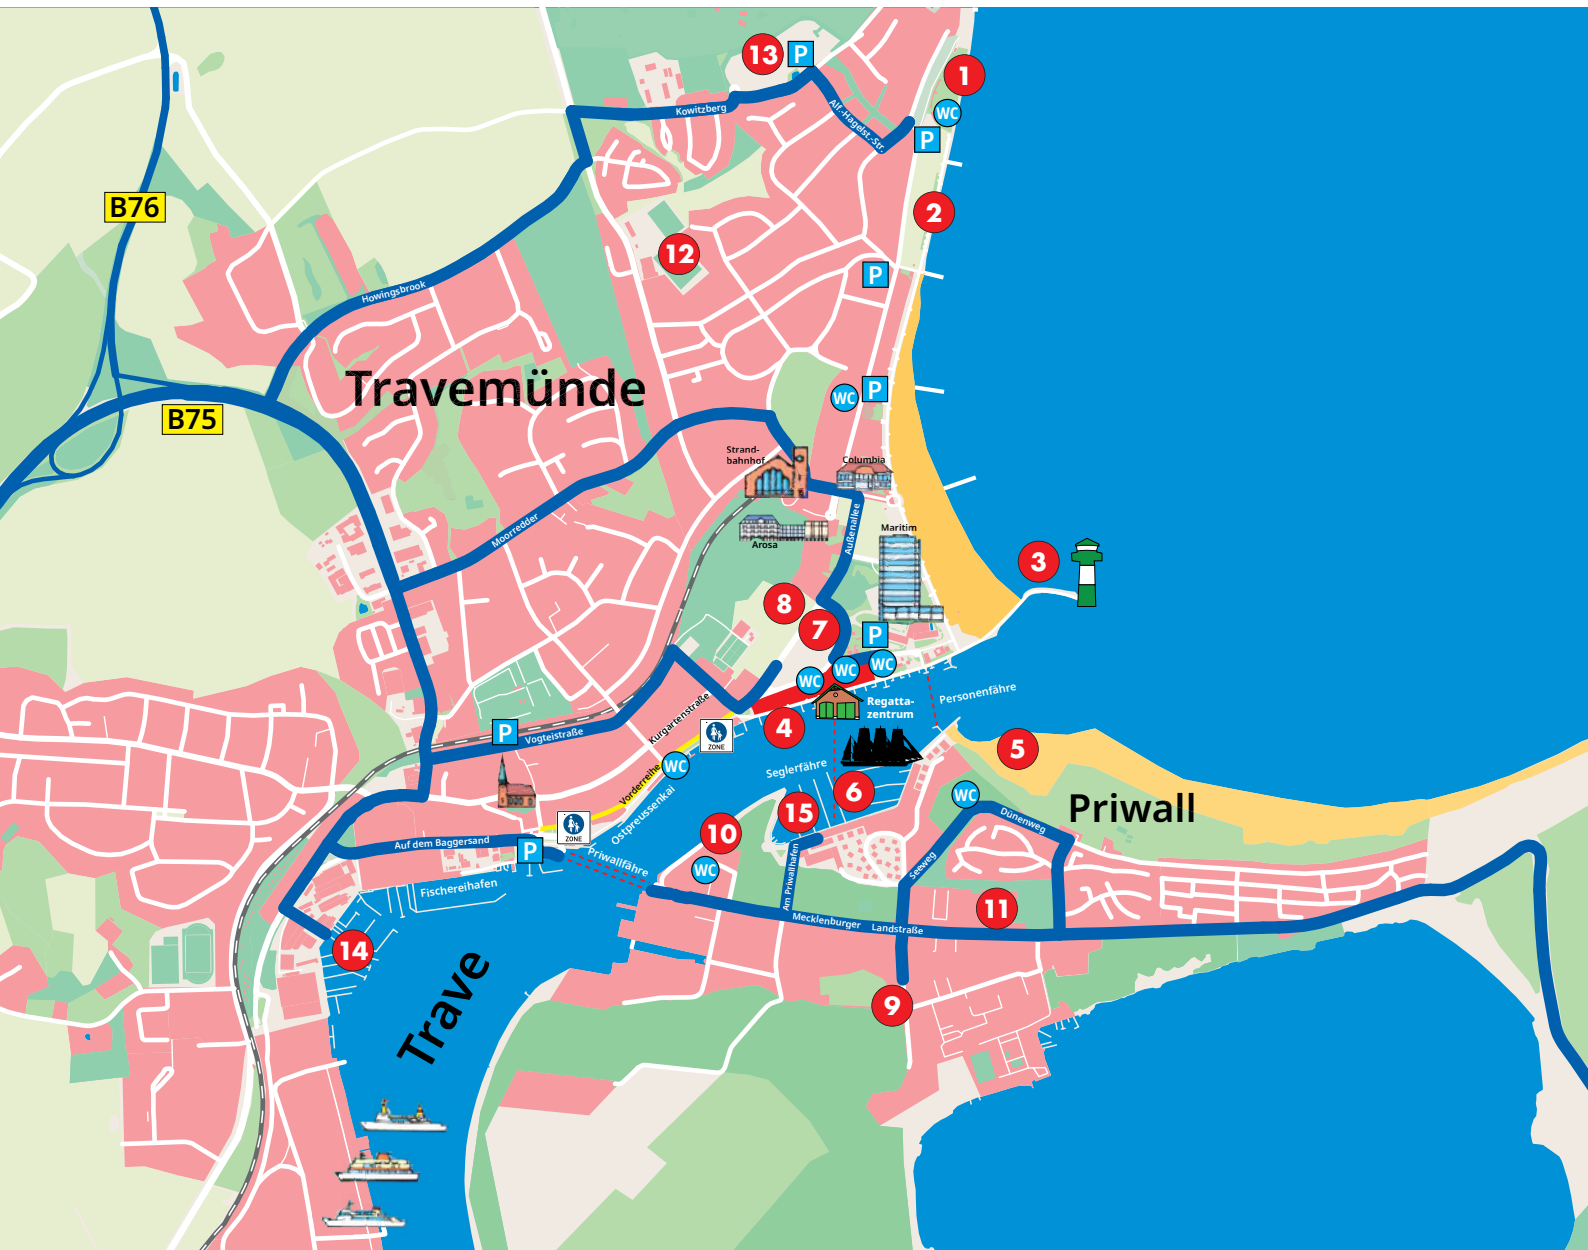 13
P
1
WC
P
Kowitzberg
Alf.-Hagelst.-Str.
B76
2
12
P
Howingsbrook
Travemünde
WC
P
B75
Strand-
bahnhof
Columbia
Moorredder
Außenallee
Maritim
Arosa
3
8
7
P
WC
WC
WC
Personenfähre
Regatta-
zentrum
Kurgartenstraße
4
ZONE
P
Vogteistraße
5
WC
Seglerfähre
Vorderreihe
6
WC
Priwall
Ostpreussenkai
15
Dünenweg
ZONE
10
Auf dem Baggersand
P
Priwallfähre
WC
Seeweg
Fischereihafen
Am Priwallhafen
11
Mecklenburger Landstraße
14
Trave
9